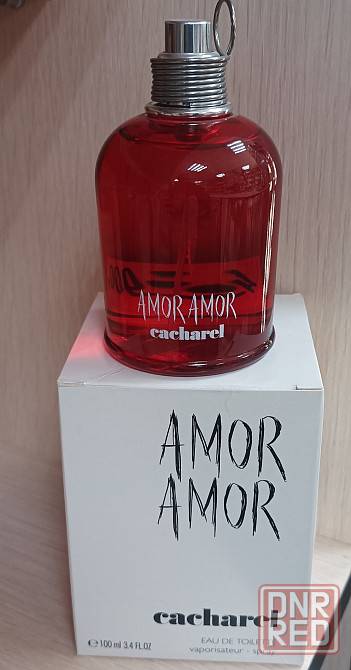 AMOR AMOR
cacharel
AMOR
AMOR
cacharel
EAU DE TOILETTE
℮ 100 ml 3.4 FL.OZ
vaporisateur - spray
DNR
RED